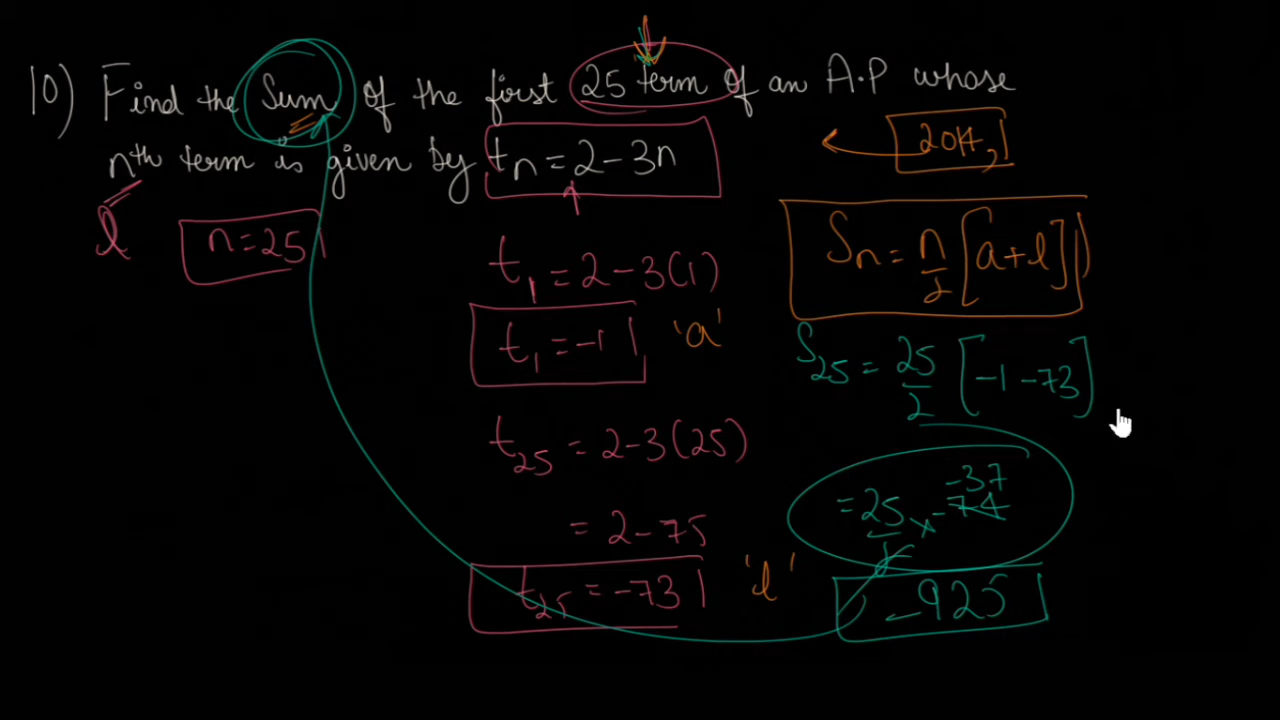 10) Find the Sum of the first 25 term of an A.P whose
nth term is given by tn = 2 - 3n
2014,
l
n = 25
t1 = 2 - 3(1)
t1 = -1 'a'
t25 = 2 - 3(25)
= 2 - 75
t25 = -73 'l'
Sn = n/2 [a + l]
S25 = 25/2 [-1 - 73]
-37
= 25/2 x -74
1
-925